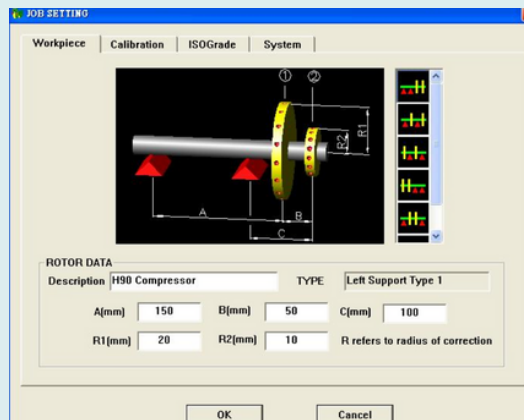 JOB SETTING
Workpiece Calibration ISOGrade System
① ②
R2 R1
A B
C
ROTOR DATA
Description H90 Compressor TYPE Left Support Type 1
A(mm) 150 B(mm) 50 C(mm) 100
R1(mm) 20 R2(mm) 10 R refers to radius of correction
OK Cancel